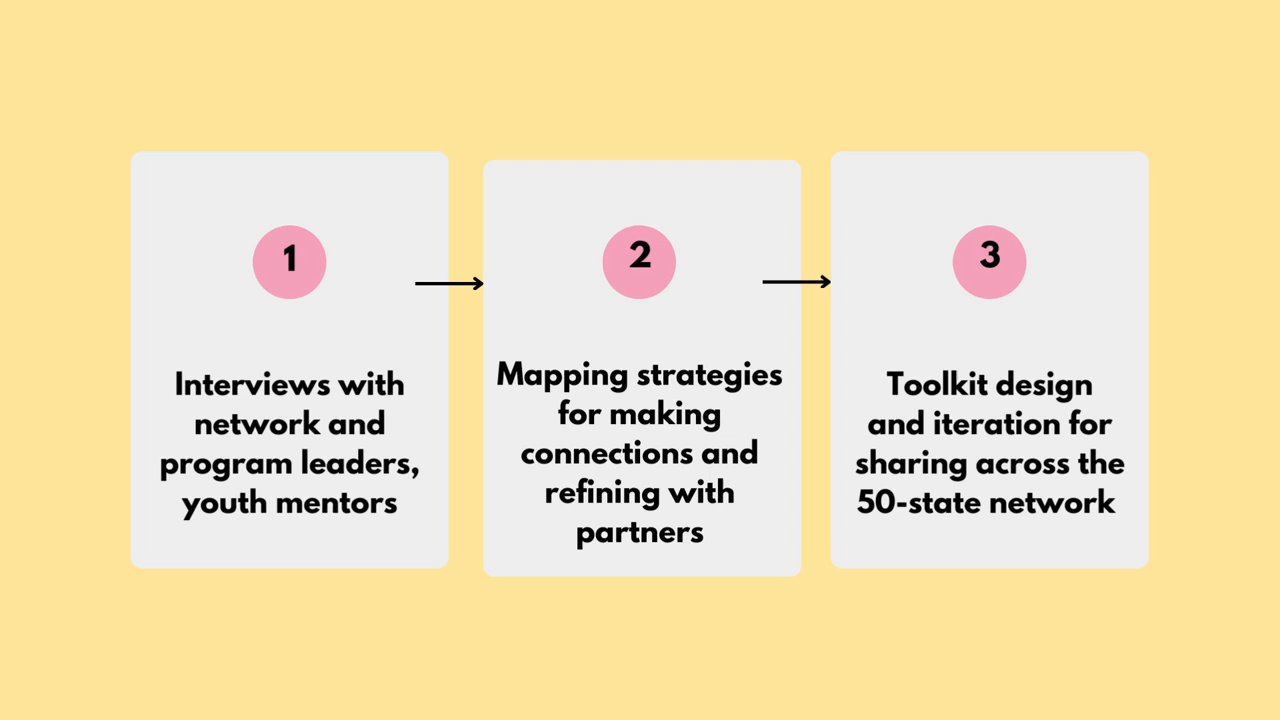 1
Interviews with
network and
program leaders,
youth mentors
2
Mapping strategies
for making
connections and
refining with
partners
3
Toolkit design
and iteration for
sharing across the
50-state network